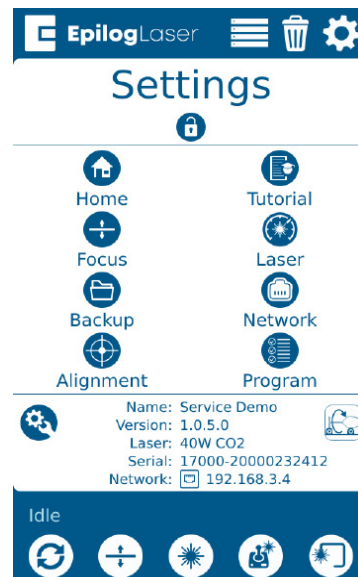 EpilogLaser
Settings
Home Tutorial
Focus Laser
Backup Network
Alignment Program
Name: Service Demo
Version: 1.0.5.0
Laser: 40W CO2
Serial: 17000-20000232412
Network: 192.168.3.4
Idle